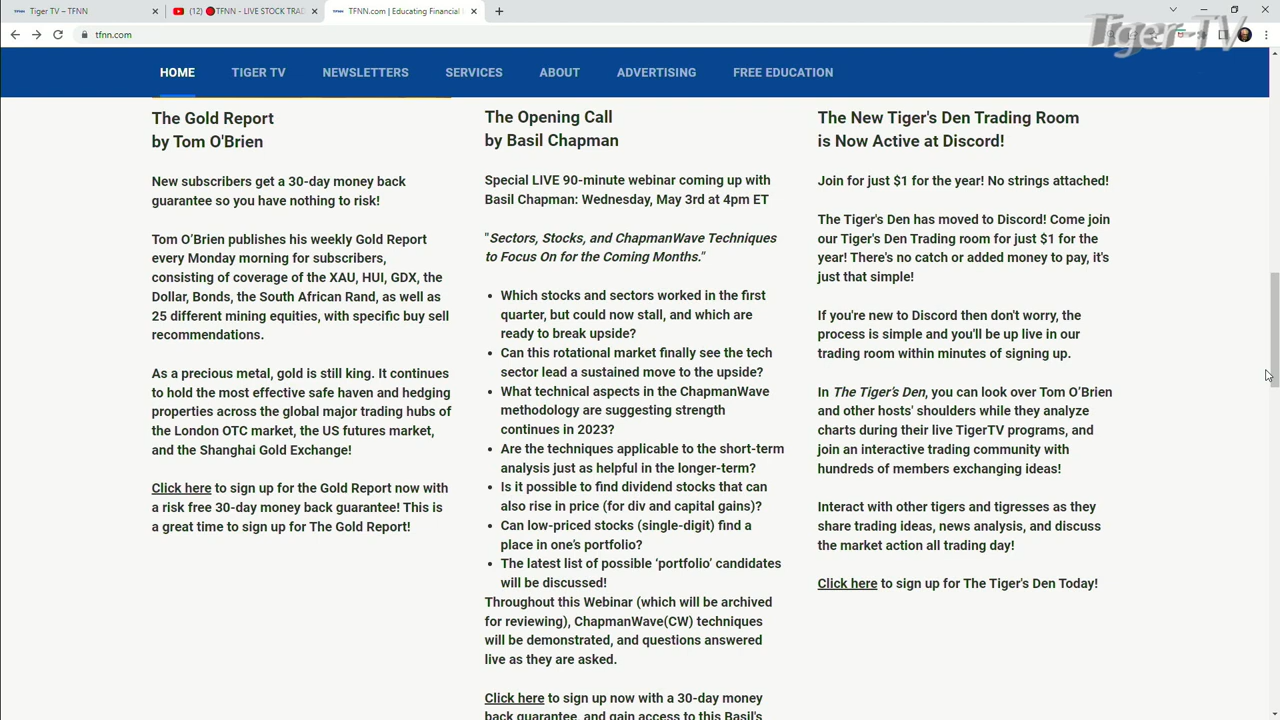 Tiger TV – TFNN
(12) 🔴TFNN - LIVE STOCK TRAD
TFNN.com | Educating Financial
tfnn.com
Tiger TV
HOME
TIGER TV
NEWSLETTERS
SERVICES
ABOUT
ADVERTISING
FREE EDUCATION
The Gold Report
by Tom O'Brien
New subscribers get a 30-day money back
guarantee so you have nothing to risk!
Tom O’Brien publishes his weekly Gold Report
every Monday morning for subscribers,
consisting of coverage of the XAU, HUI, GDX, the
Dollar, Bonds, the South African Rand, as well as
25 different mining equities, with specific buy sell
recommendations.
As a precious metal, gold is still king. It continues
to hold the most effective safe haven and hedging
properties across the global major trading hubs of
the London OTC market, the US futures market,
and the Shanghai Gold Exchange!
Click here to sign up for the Gold Report now with
a risk free 30-day money back guarantee! This is
a great time to sign up for The Gold Report!
The Opening Call
by Basil Chapman
Special LIVE 90-minute webinar coming up with
Basil Chapman: Wednesday, May 3rd at 4pm ET
"Sectors, Stocks, and ChapmanWave Techniques
to Focus On for the Coming Months."
• Which stocks and sectors worked in the first
quarter, but could now stall, and which are
ready to break upside?
• Can this rotational market finally see the tech
sector lead a sustained move to the upside?
• What technical aspects in the ChapmanWave
methodology are suggesting strength
continues in 2023?
• Are the techniques applicable to the short-term
analysis just as helpful in the longer-term?
• Is it possible to find dividend stocks that can
also rise in price (for div and capital gains)?
• Can low-priced stocks (single-digit) find a
place in one’s portfolio?
• The latest list of possible ‘portfolio’ candidates
will be discussed!
Throughout this Webinar (which will be archived
for reviewing), ChapmanWave(CW) techniques
will be demonstrated, and questions answered
live as they are asked.
Click here to sign up now with a 30-day money
back guarantee, and gain access to this Basil's
The New Tiger's Den Trading Room
is Now Active at Discord!
Join for just $1 for the year! No strings attached!
The Tiger's Den has moved to Discord! Come join
our Tiger's Den Trading room for just $1 for the
year! There's no catch or added money to pay, it's
just that simple!
If you're new to Discord then don't worry, the
process is simple and you'll be up live in our
trading room within minutes of signing up.
In The Tiger’s Den, you can look over Tom O’Brien
and other hosts' shoulders while they analyze
charts during their live TigerTV programs, and
join an interactive trading community with
hundreds of members exchanging ideas!
Interact with other tigers and tigresses as they
share trading ideas, news analysis, and discuss
the market action all trading day!
Click here to sign up for The Tiger's Den Today!